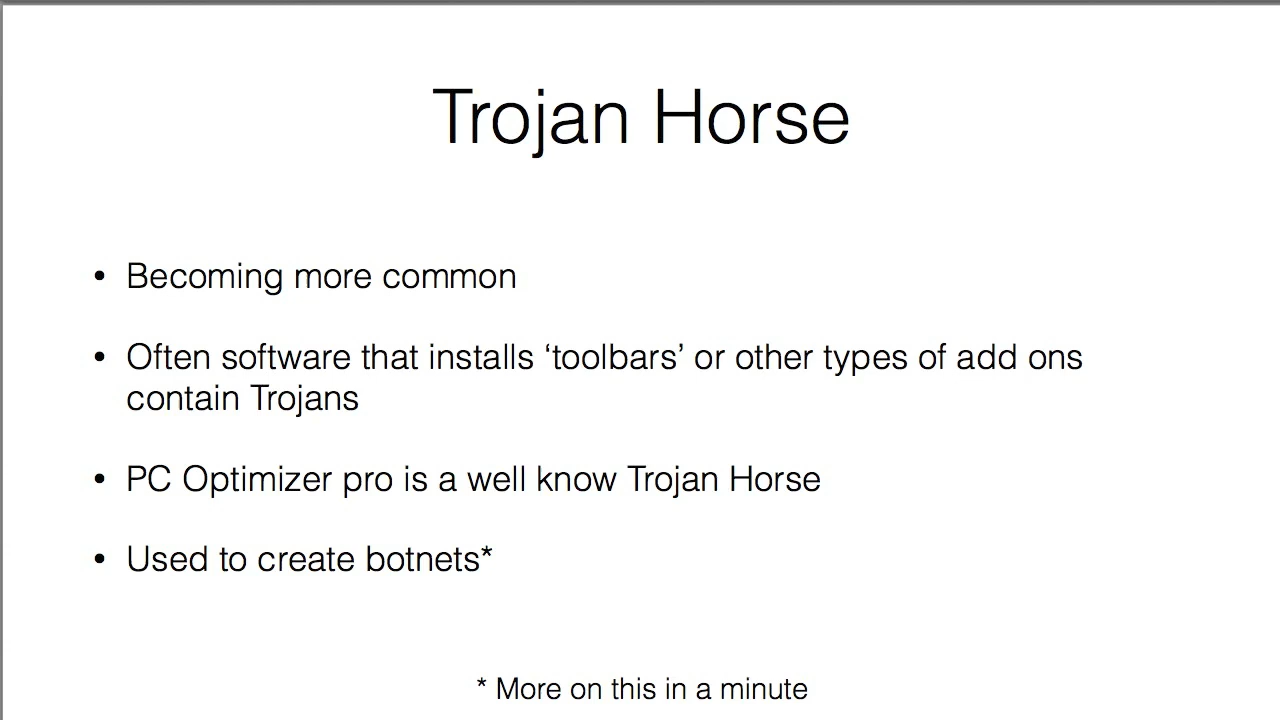 Trojan Horse
• Becoming more common
• Often software that installs ‘toolbars’ or other types of add ons
contain Trojans
• PC Optimizer pro is a well know Trojan Horse
• Used to create botnets*
* More on this in a minute